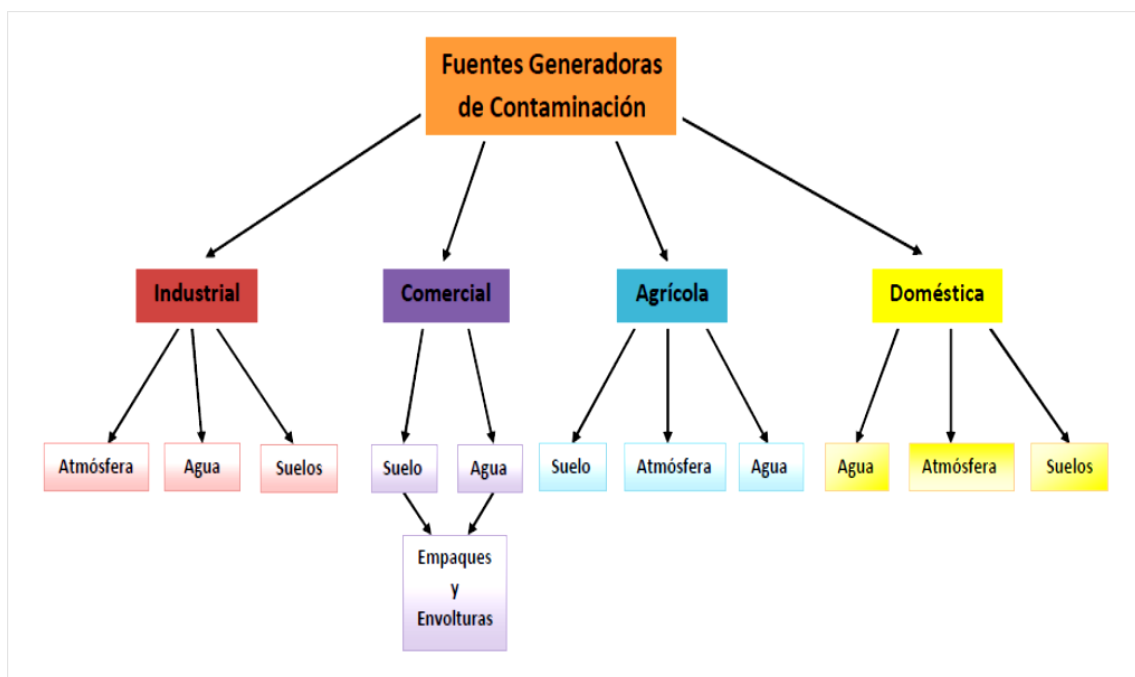 Fuentes Generadoras
de Contaminación
Industrial
Comercial
Agrícola
Doméstica
Atmósfera
Agua
Suelos
Suelo
Agua
Suelo
Atmósfera
Agua
Agua
Atmósfera
Suelos
Empaques
y
Envolturas